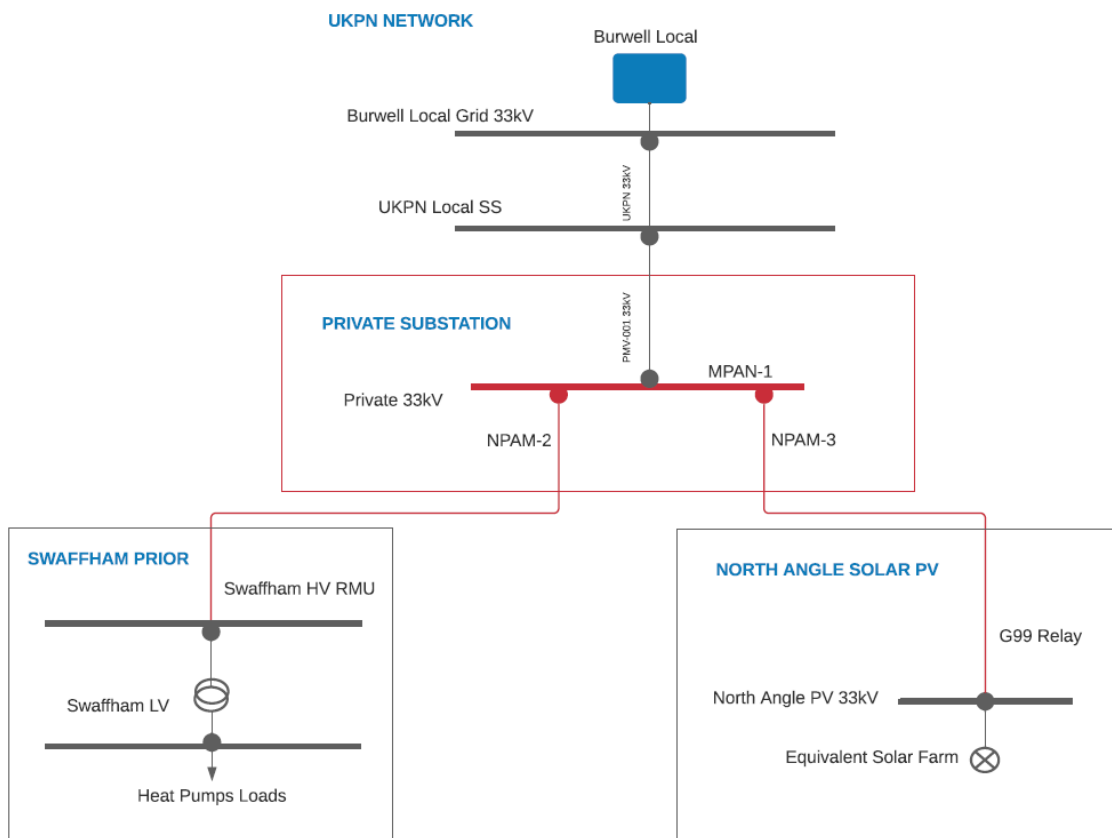 UKPN NETWORK
Burwell Local
Burwell Local Grid 33kV
UKPN 33kV
UKPN Local SS
PRIVATE SUBSTATION
PMV-001 33kV
MPAN-1
Private 33kV
NPAM-2
NPAM-3
SWAFFHAM PRIOR
Swaffham HV RMU
Swaffham LV
Heat Pumps Loads
NORTH ANGLE SOLAR PV
G99 Relay
North Angle PV 33kV
Equivalent Solar Farm